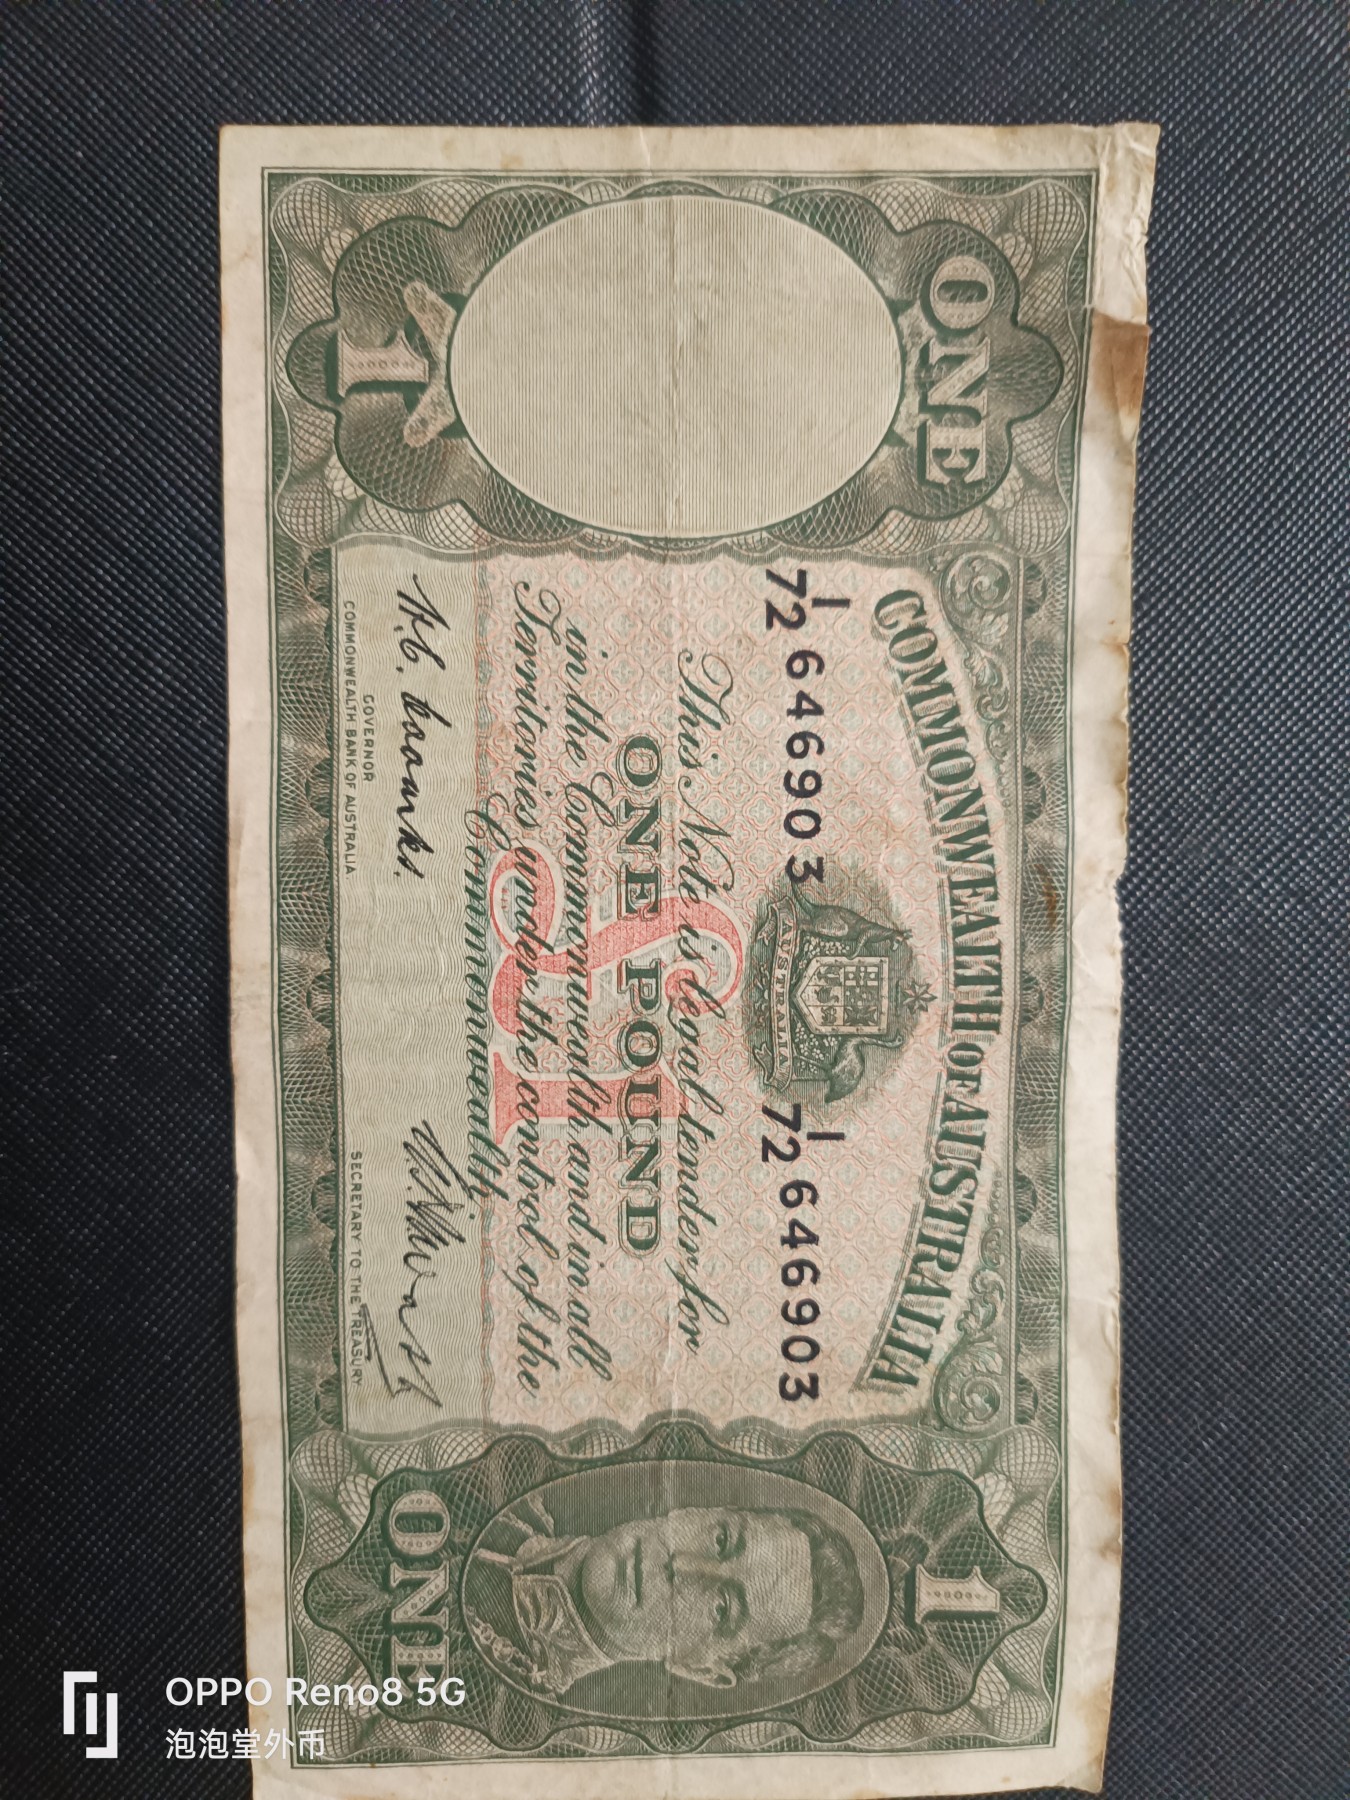 COMMONWEALTH OF AUSTRALIA
ONE
1
I
72 646903
AUSTRALIA
I
72 646903
This Note is Legal tender for
ONE POUND
£1
in the Commonwealth and in all
Territories under the control of the
Commonwealth
GOVERNOR
COMMONWEALTH BANK OF AUSTRALIA
SECRETARY TO THE TREASURY
1
ONE
OPPO Reno8 5G
泡泡堂外币